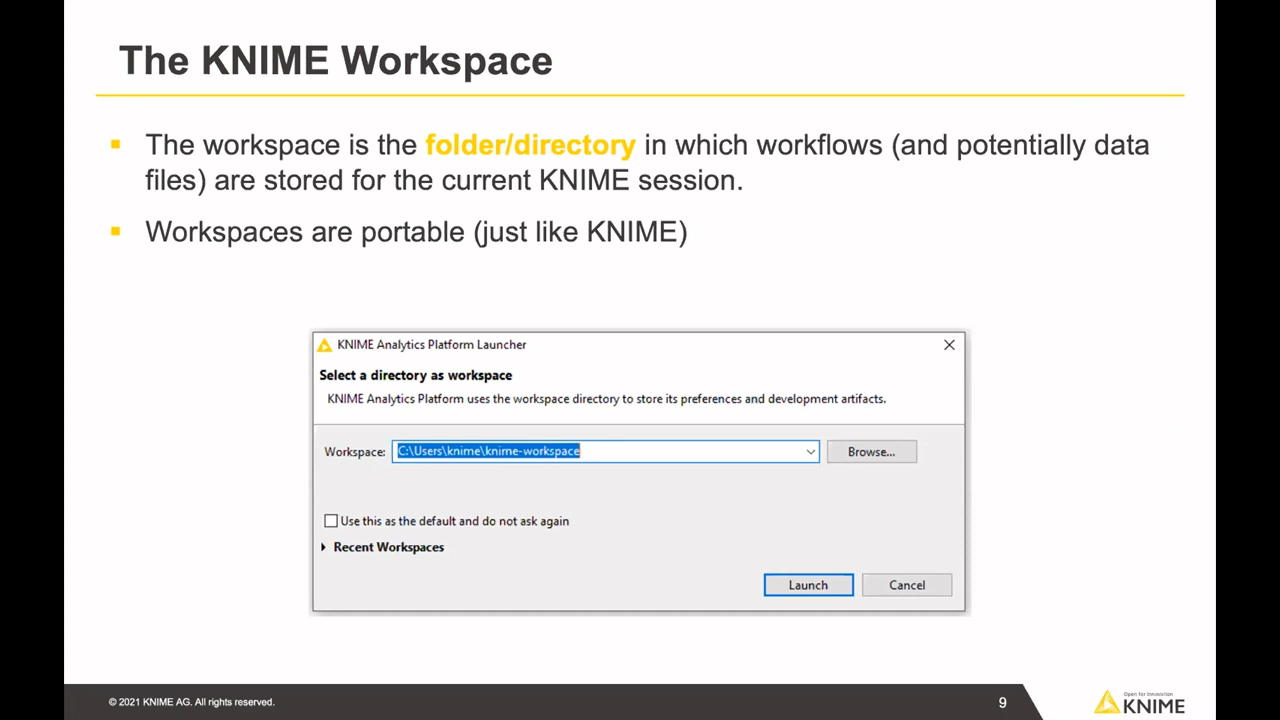 The KNIME Workspace
The workspace is the folder/directory in which workflows (and potentially data
files) are stored for the current KNIME session.
Workspaces are portable (just like KNIME)
KNIME Analytics Platform Launcher
Select a directory as workspace
KNIME Analytics Platform uses the workspace directory to store its preferences and development artifacts.
Workspace: C:\Users\knime\knime-workspace Browse...
Use this as the default and do not ask again
Recent Workspaces
Launch Cancel
© 2021 KNIME AG. All rights reserved.
9
Open for Innovation
KNIME